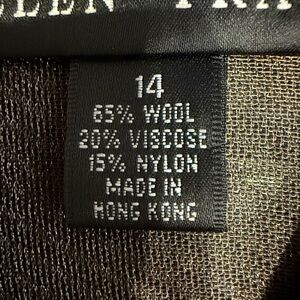 14
65% WOOL
20% VISCOSE
15% NYLON
MADE IN
HONG KONG